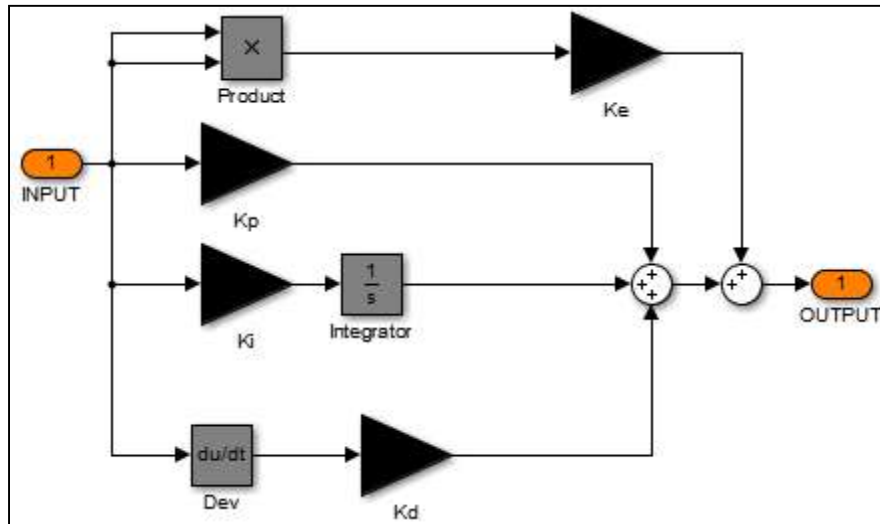 ×
Product
Ke
1
INPUT
Kp
Ki
1
s
Integrator
+
+
+
+
+
1
OUTPUT
du/dt
Dev
Kd